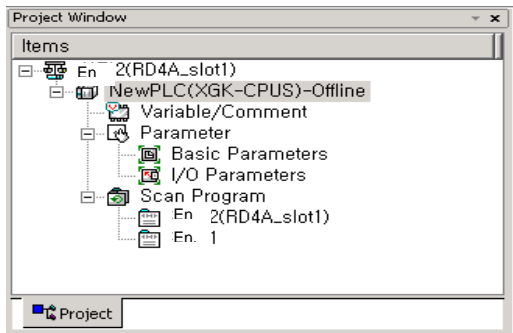 Project Window
Items
En 2(RD4A_slot1)
NewPLC(XGK-CPUS)-Offline
Variable/Comment
Parameter
Basic Parameters
I/O Parameters
Scan Program
En 2(RD4A_slot1)
En. 1
Project